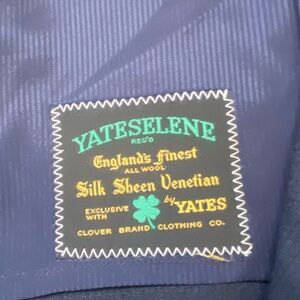 YATESELENE
REG'D
England's Finest
ALL WOOL
Silk Sheen Venetian
EXCLUSIVE WITH by YATES
CLOVER BRAND CLOTHING CO.